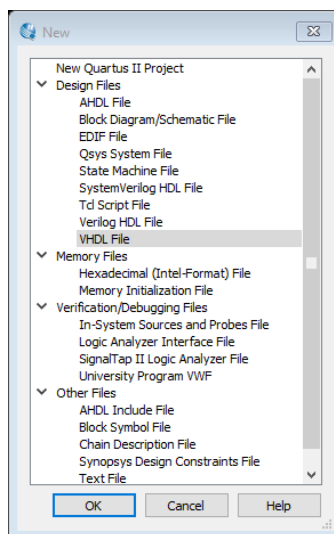 New
New Quartus II Project
Design Files
AHDL File
Block Diagram/Schematic File
EDIF File
Qsys System File
State Machine File
SystemVerilog HDL File
Tcl Script File
Verilog HDL File
VHDL File
Memory Files
Hexadecimal (Intel-Format) File
Memory Initialization File
Verification/Debugging Files
In-System Sources and Probes File
Logic Analyzer Interface File
SignalTap II Logic Analyzer File
University Program VWF
Other Files
AHDL Include File
Block Symbol File
Chain Description File
Synopsys Design Constraints File
Text File
OK Cancel Help